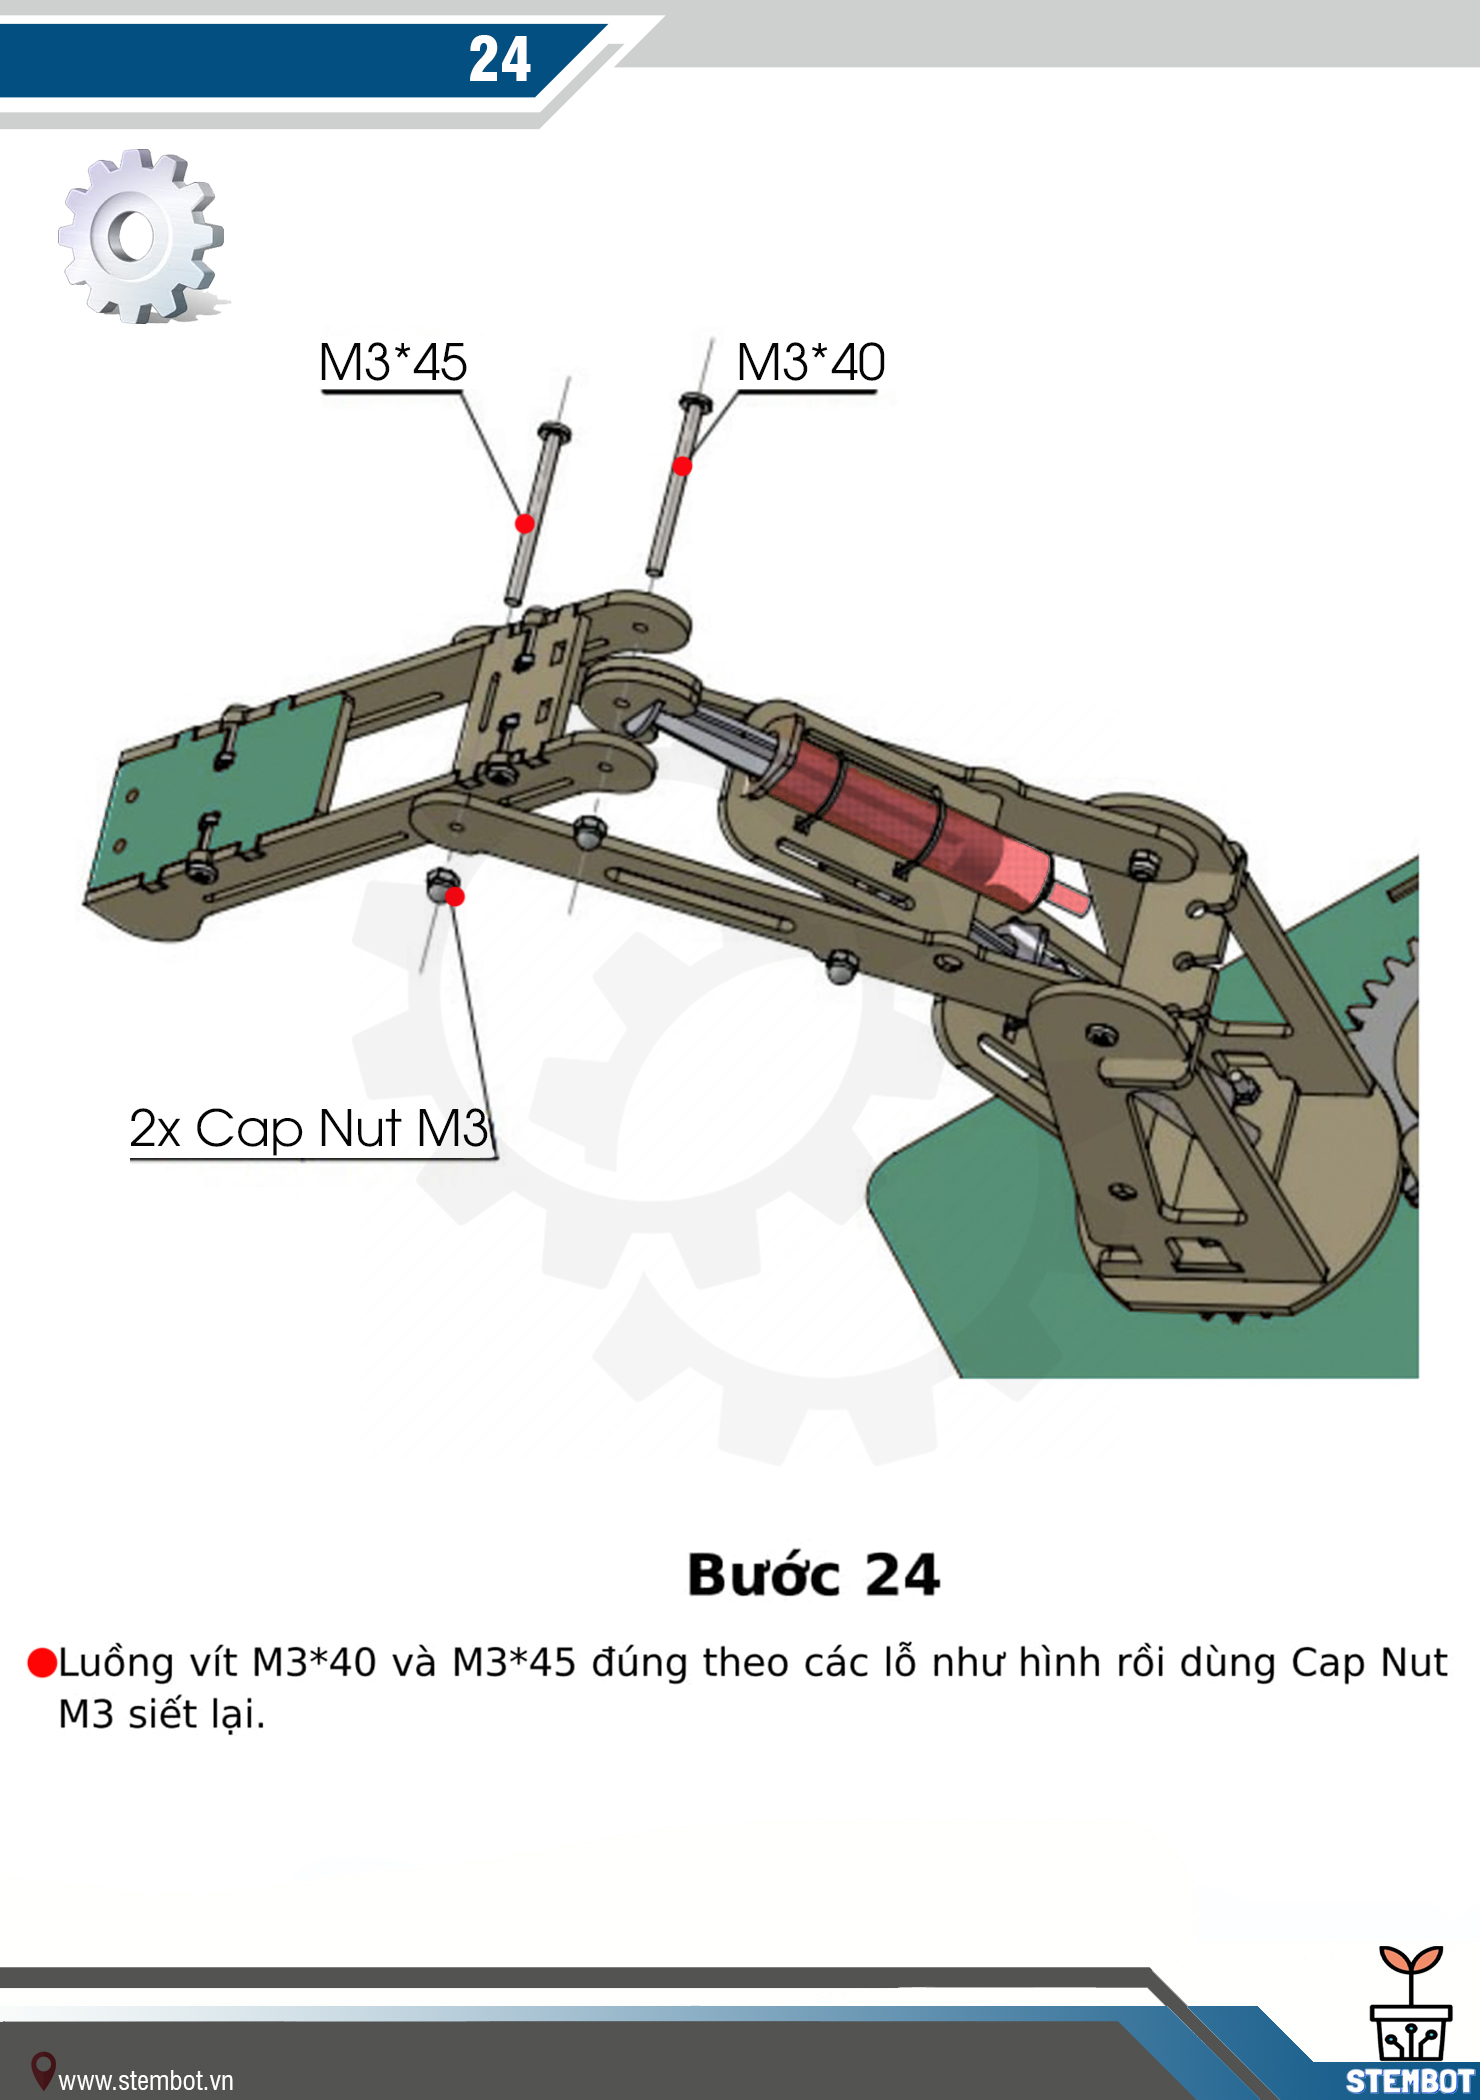 24
M3*45
M3*40
2x Cap Nut M3
Bước 24
Luồng vít M3*40 và M3*45 đúng theo các lỗ như hình rồi dùng Cap Nut
M3 siết lại.
www.stembot.vn
STEMBOT